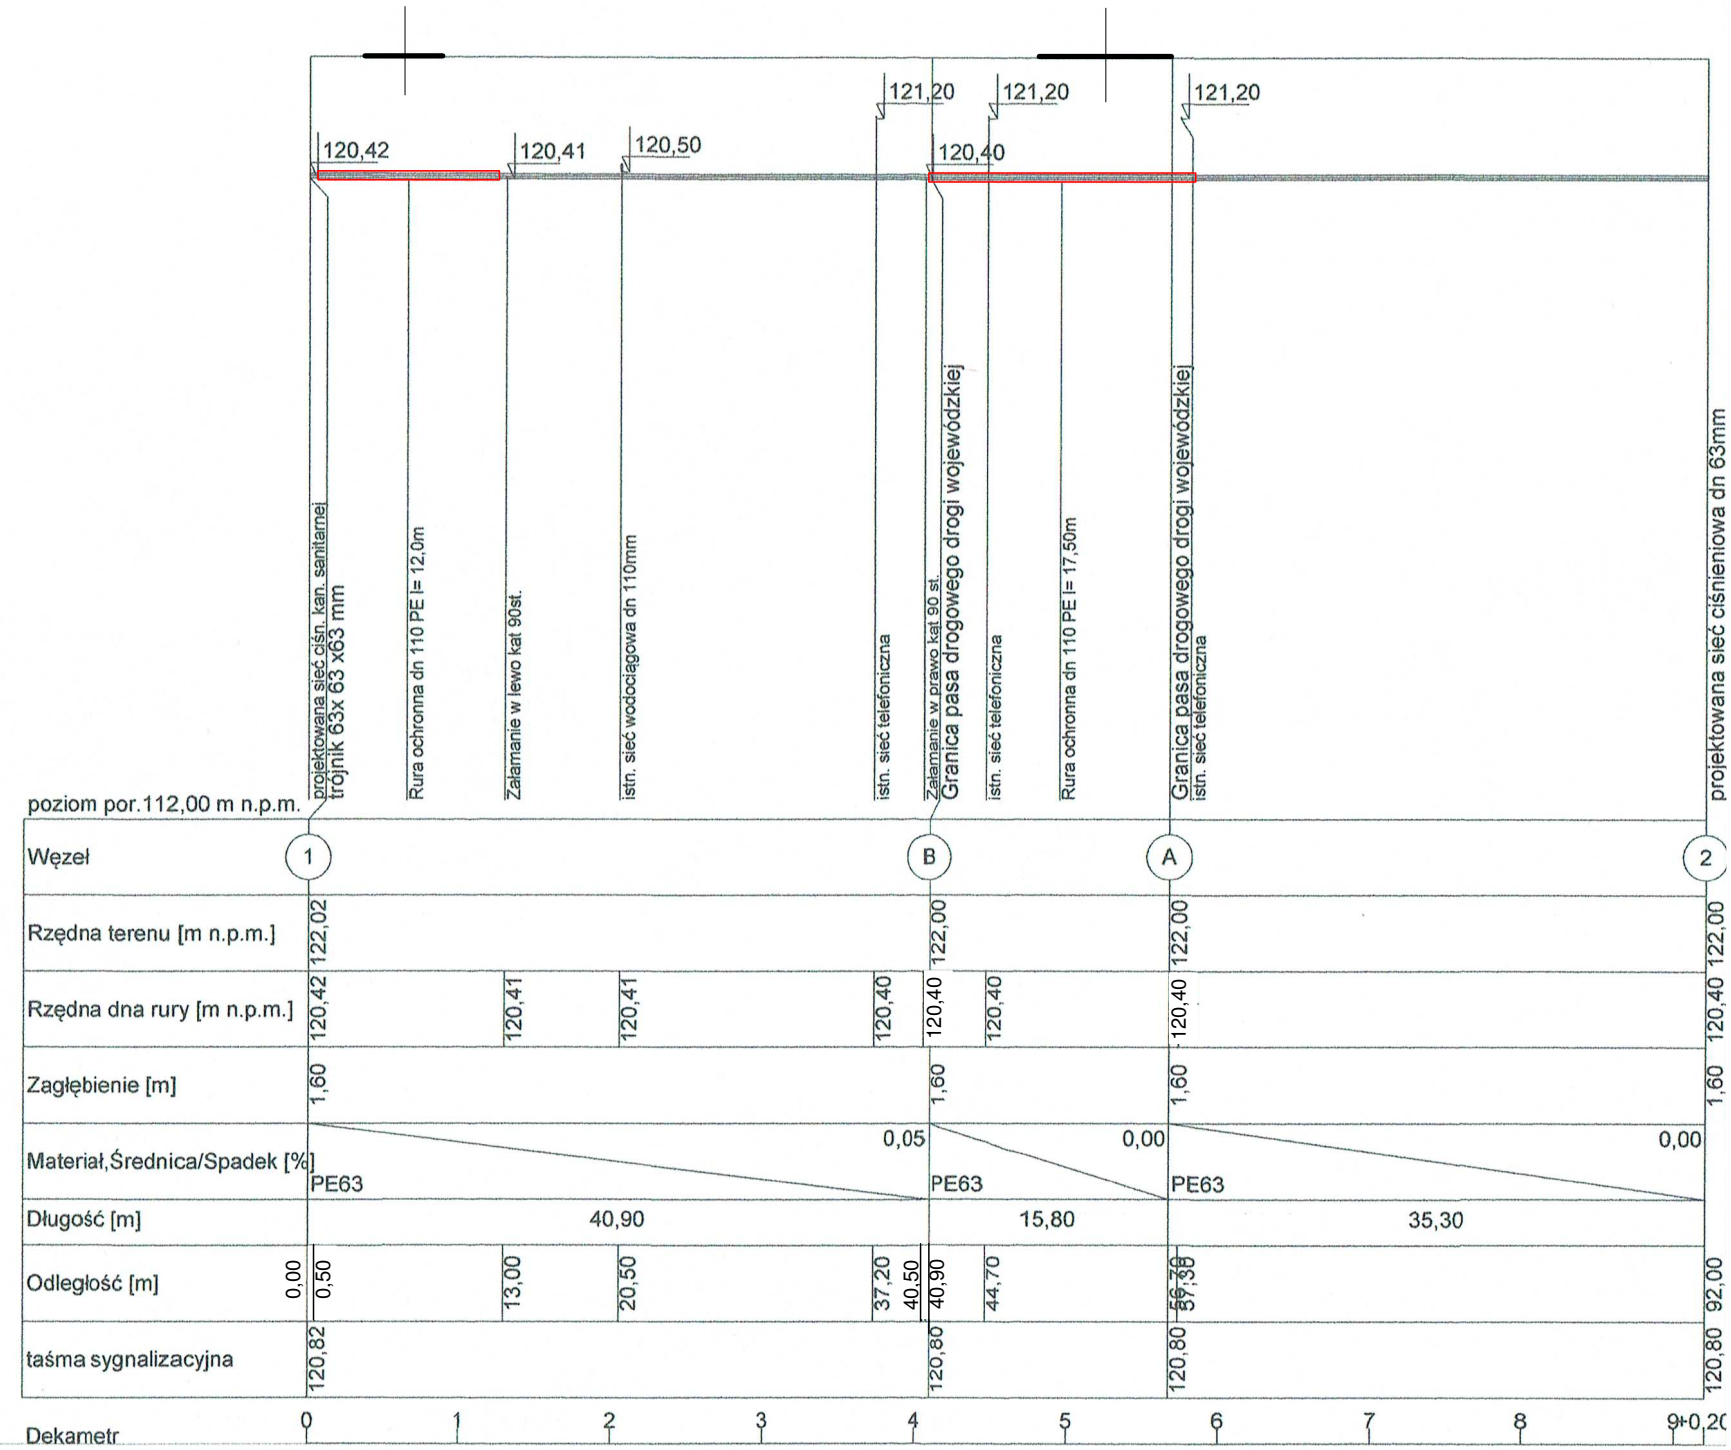 121,20
121,20
121,20
120,42
120,41
120,50
120,40
projektowana sieć ciśn. kan. sanitarnej
trójnik 63x 63 x63 mm
Rura ochronna dn 110 PE l= 12,0m
Załamanie w lewo kat 90st.
istn. sieć wodociągowa dn 110mm
istn. sieć telefoniczna
Załamanie w prawo kąt 90 st.
Granica pasa drogowego drogi wojewódzkiej
istn. sieć telefoniczna
Rura ochronna dn 110 PE l= 17,50m
Granica pasa drogowego drogi wojewódzkiej
istn. sieć telefoniczna
projektowana sieć ciśnieniowa dn 63mm
poziom por.112,00 m n.p.m.
Węzeł 1 B A 2
Rzędna terenu [m n.p.m.] 122,02 122,00 122,00 122,00
Rzędna dna rury [m n.p.m.] 120,42 120,41 120,41 120,40 120,40 120,40 120,40 120,40
Zagłębienie [m] 1,60 1,60 1,60 1,60
0,05 0,00 0,00
Materiał,Średnica/Spadek [%]
PE63 PE63 PE63
Długość [m] 40,90 15,80 35,30
Odległość [m] 0,00 0,50 13,00 20,50 37,20 40,50 40,90 44,70 56,70 57,30 92,00
taśma sygnalizacyjna 120,82 120,80 120,80 120,80
Dekametr 0 1 2 3 4 5 6 7 8 9+0,20